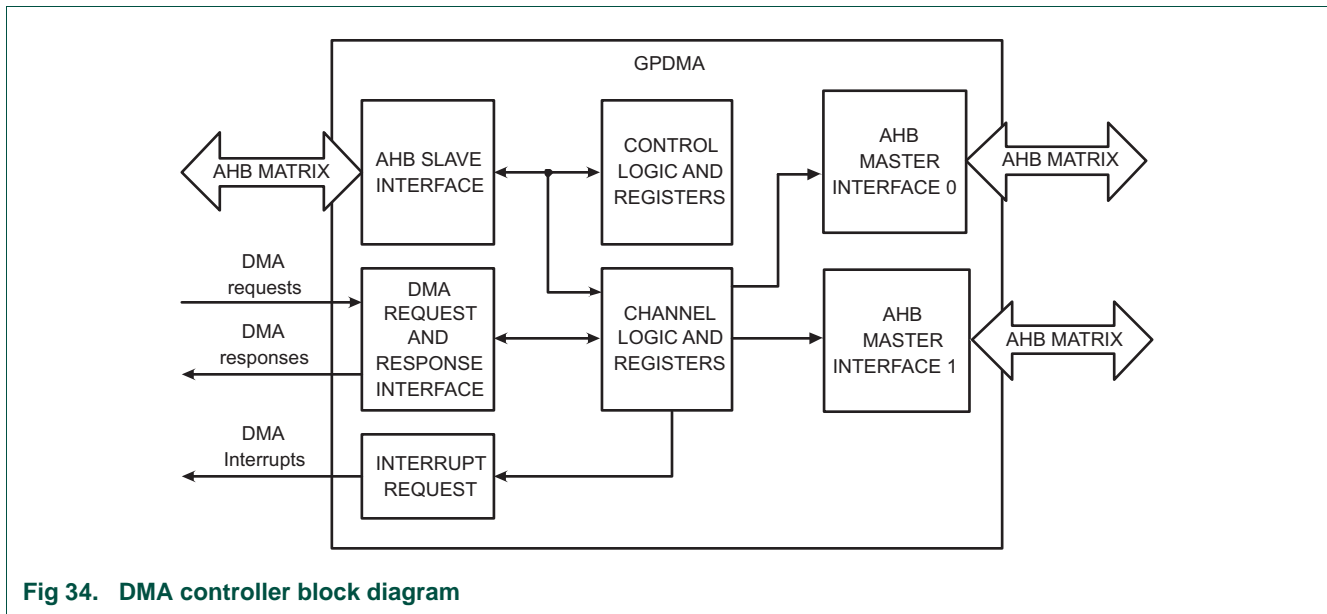 GPDMA
AHB MATRIX
AHB SLAVE
INTERFACE
CONTROL
LOGIC AND
REGISTERS
AHB
MASTER
INTERFACE 0
AHB MATRIX
DMA
requests
DMA
responses
DMA
REQUEST
AND
RESPONSE
INTERFACE
CHANNEL
LOGIC AND
REGISTERS
AHB
MASTER
INTERFACE 1
AHB MATRIX
DMA
Interrupts
INTERRUPT
REQUEST
Fig 34. DMA controller block diagram